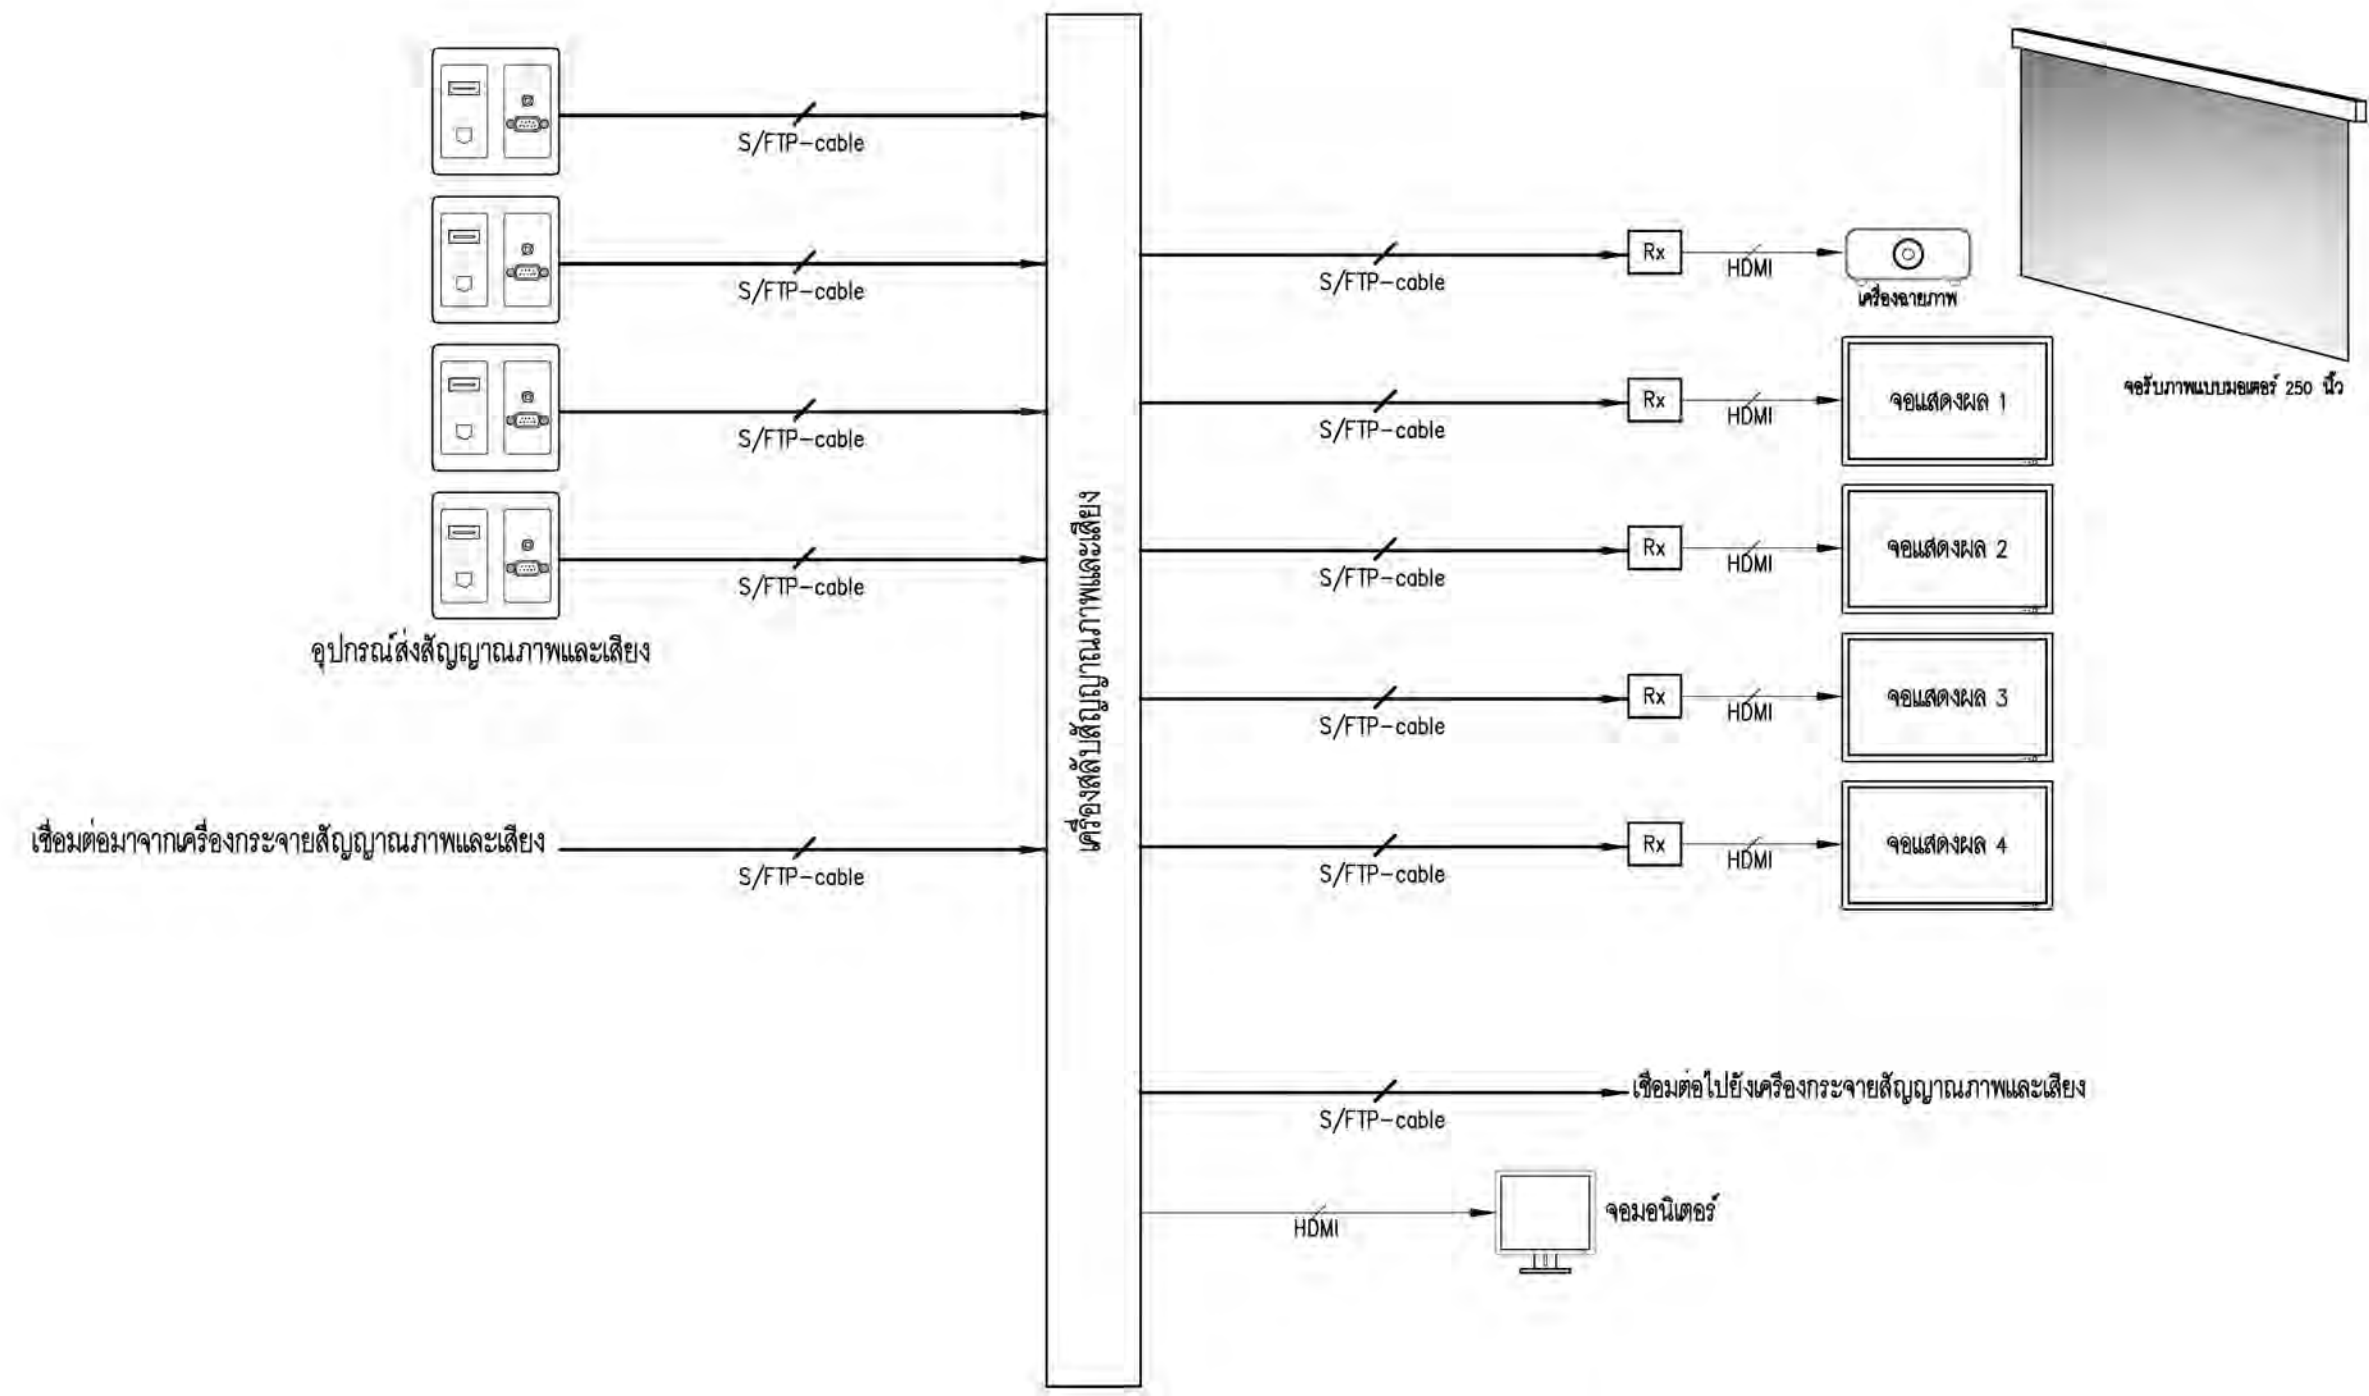 S/FTP-cable
S/FTP-cable
S/FTP-cable
S/FTP-cable
อุปกรณ์ส่งสัญญาณภาพและเสียง
เชื่อมต่อมาจากเครื่องกระจายสัญญาณภาพและเสียง
S/FTP-cable
เครื่องสลับสัญญาณภาพและเสียง
S/FTP-cable
Rx
HDMI
เครื่องฉายภาพ
จอรับภาพแบบมอเตอร์ 250 นิ้ว
S/FTP-cable
Rx
HDMI
จอแสดงผล 1
S/FTP-cable
Rx
HDMI
จอแสดงผล 2
S/FTP-cable
Rx
HDMI
จอแสดงผล 3
S/FTP-cable
Rx
HDMI
จอแสดงผล 4
S/FTP-cable
เชื่อมต่อไปยังเครื่องกระจายสัญญาณภาพและเสียง
HDMI
จอมอนิเตอร์